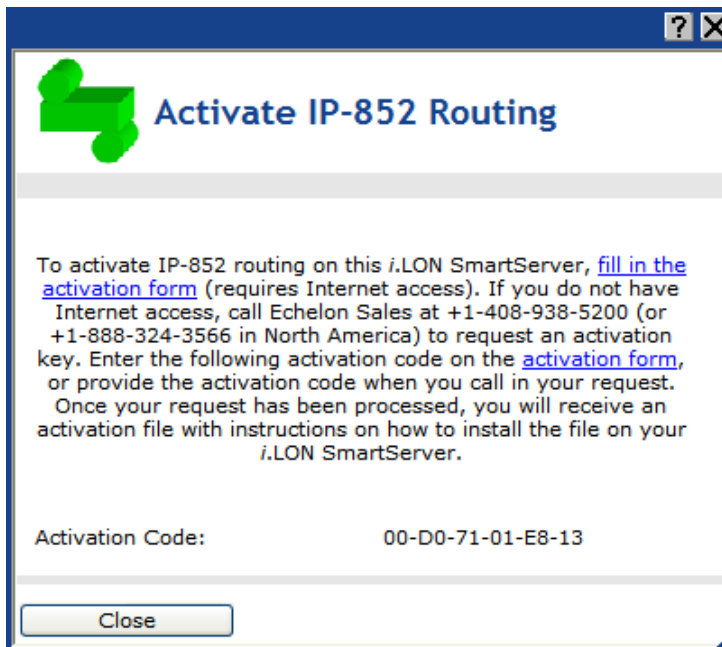 ?
X
Activate IP-852 Routing
To activate IP-852 routing on this i.LON SmartServer, fill in the
activation form (requires Internet access). If you do not have
Internet access, call Echelon Sales at +1-408-938-5200 (or
+1-888-324-3566 in North America) to request an activation
key. Enter the following activation code on the activation form,
or provide the activation code when you call in your request.
Once your request has been processed, you will receive an
activation file with instructions on how to install the file on your
i.LON SmartServer.
Activation Code: 00-D0-71-01-E8-13
Close